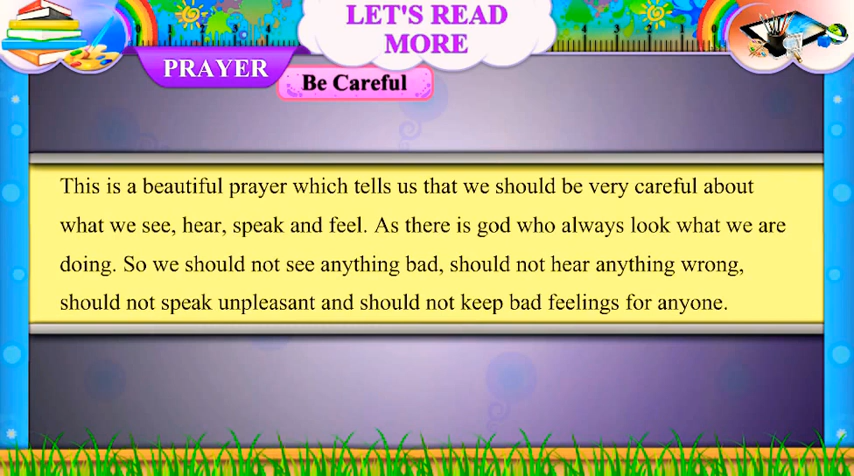 LET'S READ
MORE
PRAYER
Be Careful
This is a beautiful prayer which tells us that we should be very careful about
what we see, hear, speak and feel. As there is god who always look what we are
doing. So we should not see anything bad, should not hear anything wrong,
should not speak unpleasant and should not keep bad feelings for anyone.